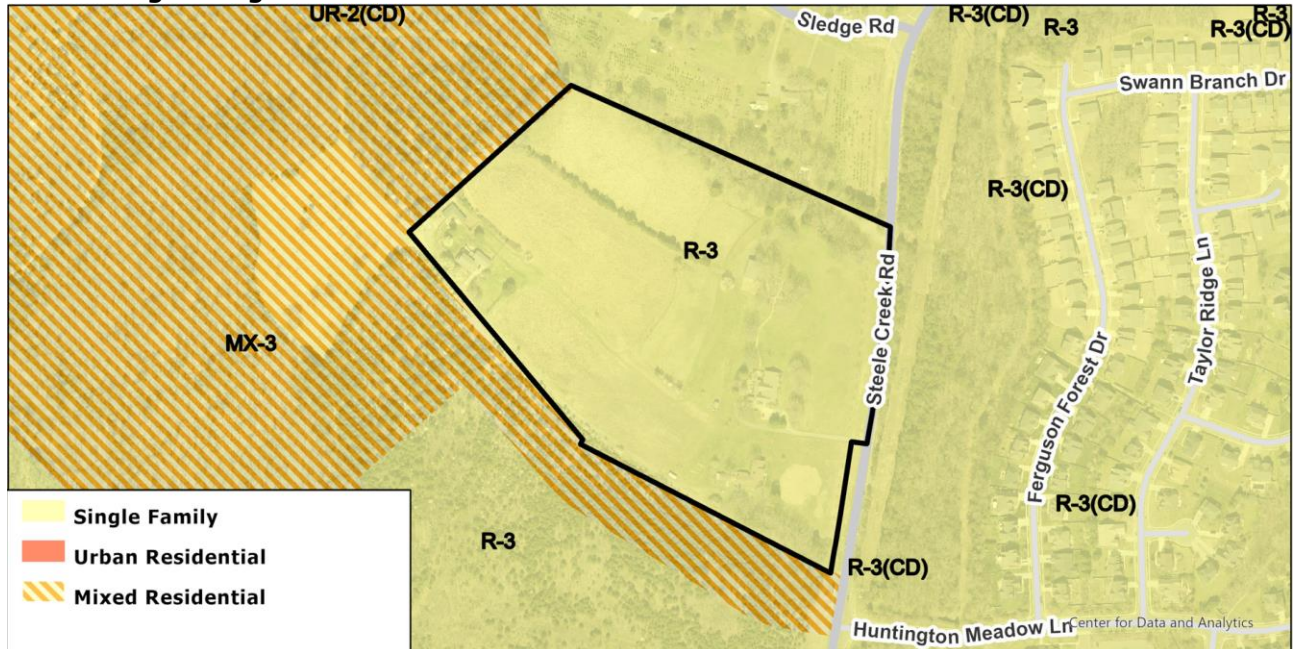 UR-2(CD)
R-3(CD)
R-3
R-3
R-3(CD)
Sledge Rd
Swann Branch Dr
R-3(CD)
R-3
Steele Creek Rd
Taylor Ridge Ln
MX-3
Ferguson Forest Dr
R-3(CD)
Single Family
Urban Residential
Mixed Residential
R-3
R-3(CD)
Huntington Meadow Ln
Center for Data and Analytics